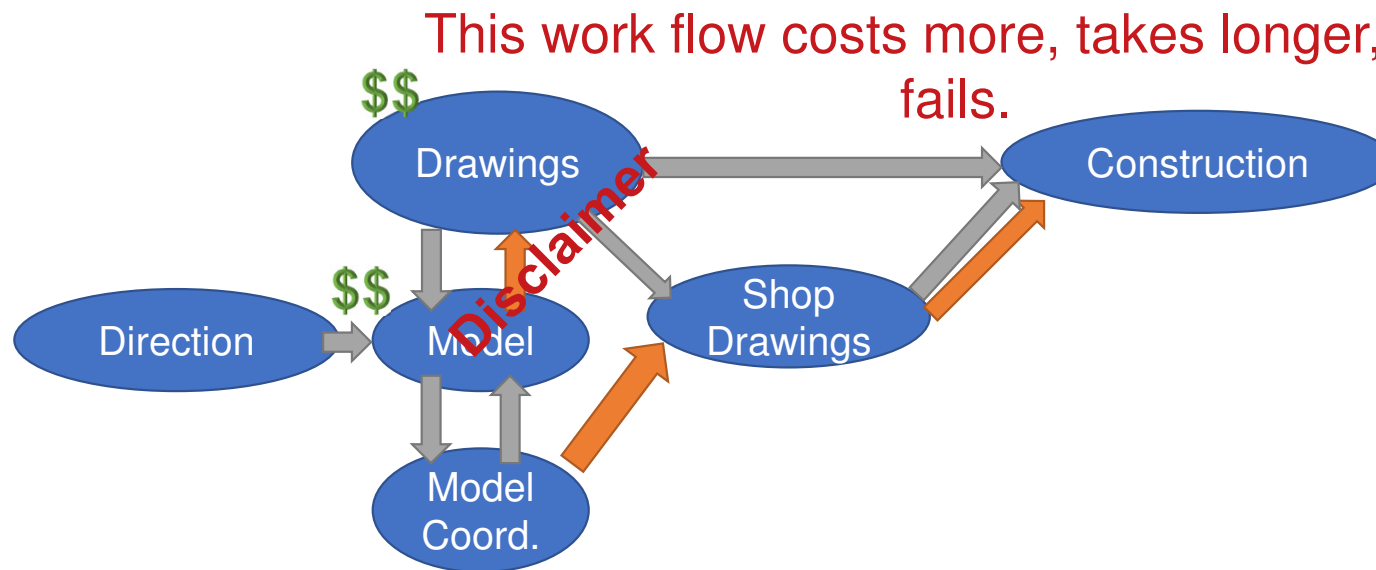 This work flow costs more, takes longer,
fails.
$$
Drawings
Construction
Disclaimer
$$
Shop
Drawings
Direction
Model
Model
Coord.